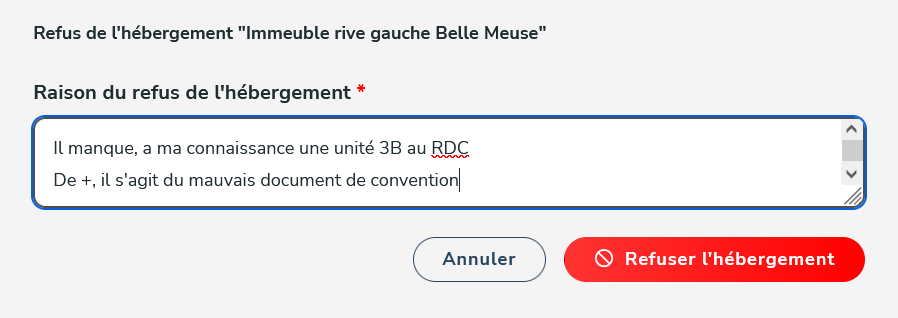 Refus de l'hébergement "Immeuble rive gauche Belle Meuse"
Raison du refus de l'hébergement *
Il manque, a ma connaissance une unité 3B au RDC
De +, il s'agit du mauvais document de convention
Annuler
Refuser l'hébergement